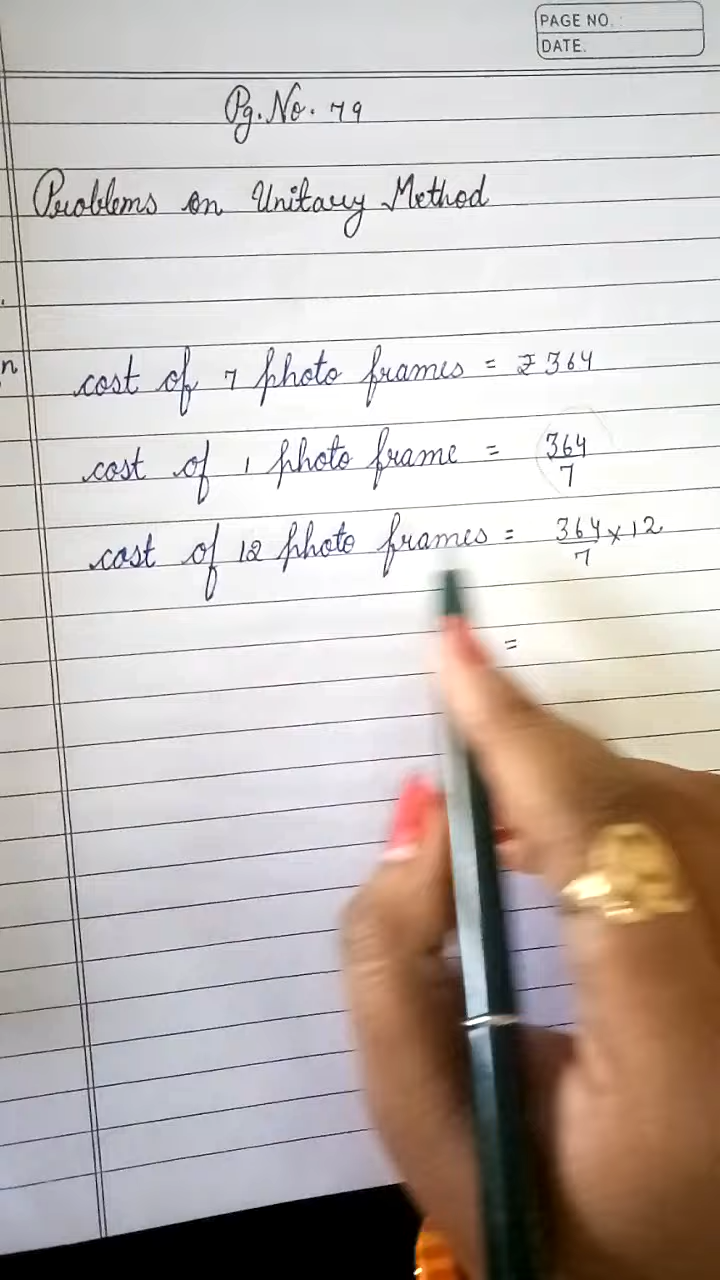 PAGE NO. :
DATE.
Pg. No. 79
Problems on Unitary Method
n
cost of 7 photo frames = ₹ 364
cost of 1 photo frame = 364/7
cost of 12 photo frames = 364/7 × 12
=